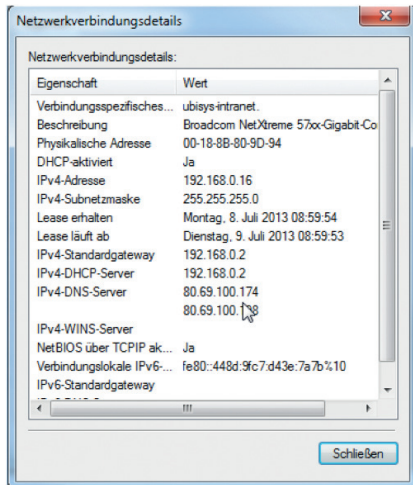 Netzwerkverbindungsdetails
Netzwerkverbindungsdetails:
Eigenschaft Wert
Verbindungsspezifisches... ubisys-intranet.
Beschreibung Broadcom NetXtreme 57xx-Gigabit-Co
Physikalische Adresse 00-18-8B-80-9D-94
DHCP-aktiviert Ja
IPv4-Adresse 192.168.0.16
IPv4-Subnetzmaske 255.255.255.0
Lease erhalten Montag, 8. Juli 2013 08:59:54
Lease läuft ab Dienstag, 9. Juli 2013 08:59:53
IPv4-Standardgateway 192.168.0.2
IPv4-DHCP-Server 192.168.0.2
IPv4-DNS-Server 80.69.100.174
IPv4-WINS-Server
NetBIOS über TCPIP ak... Ja
Verbindungslokale IPv6-... fe80::448d:9fc7:d43e:7a7b%10
IPv6-Standardgateway
Schließen